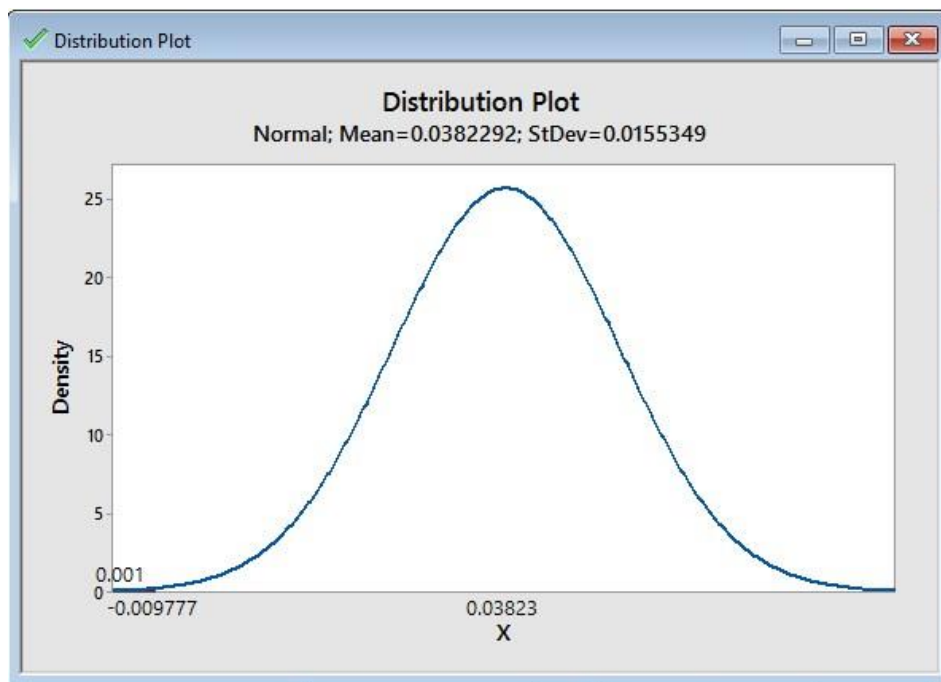 Distribution Plot
Distribution Plot
Normal; Mean=0.0382292; StDev=0.0155349
25
20
15
10
5
0
Density
0.001
-0.009777
0.03823
X